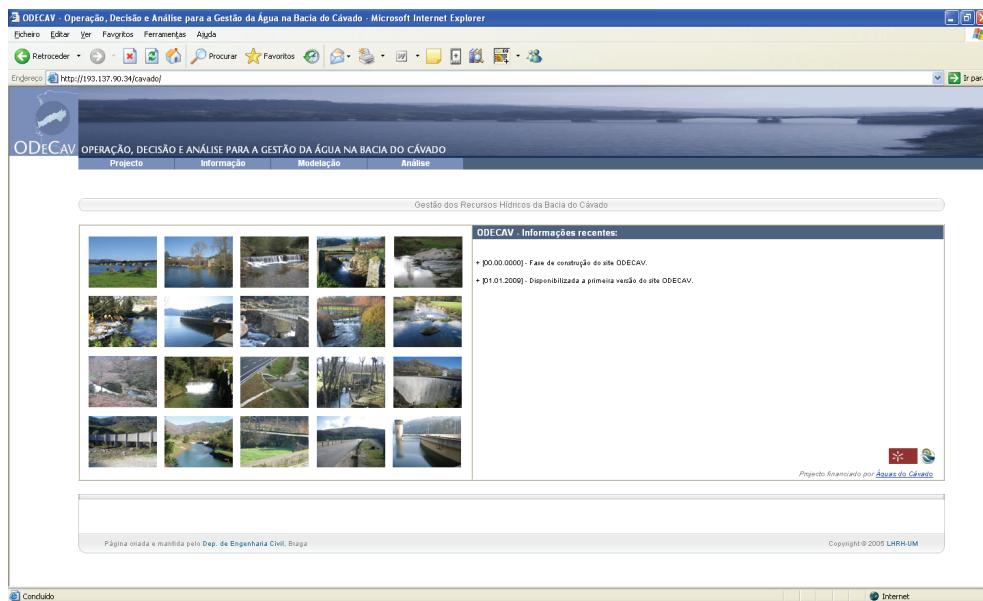 ODECAV - Operação, Decisão e Análise para a Gestão da Água na Bacia do Cávado - Microsoft Internet Explorer
Ficheiro Editar Ver Favoritos Ferramentas Ajuda
Retroceder Procurar Favoritos
Endereço http://193.137.90.34/cavado/ Ir para
ODECAV OPERAÇÃO, DECISÃO E ANÁLISE PARA A GESTÃO DA ÁGUA NA BACIA DO CÁVADO
Projecto Informação Modelação Análise
Gestão dos Recursos Hídricos da Bacia do Cávado
ODECAV - Informações recentes:
+ [00.00.0000] - Fase de construção do site ODECAV.
+ [01.01.2009] - Disponibilizada a primeira versão do site ODECAV.
Projecto financiado por Águas do Cávado
Página criada e mantida pelo Dep. de Engenharia Civil, Braga Copyright © 2005 LHRH-UM
Concluído Internet